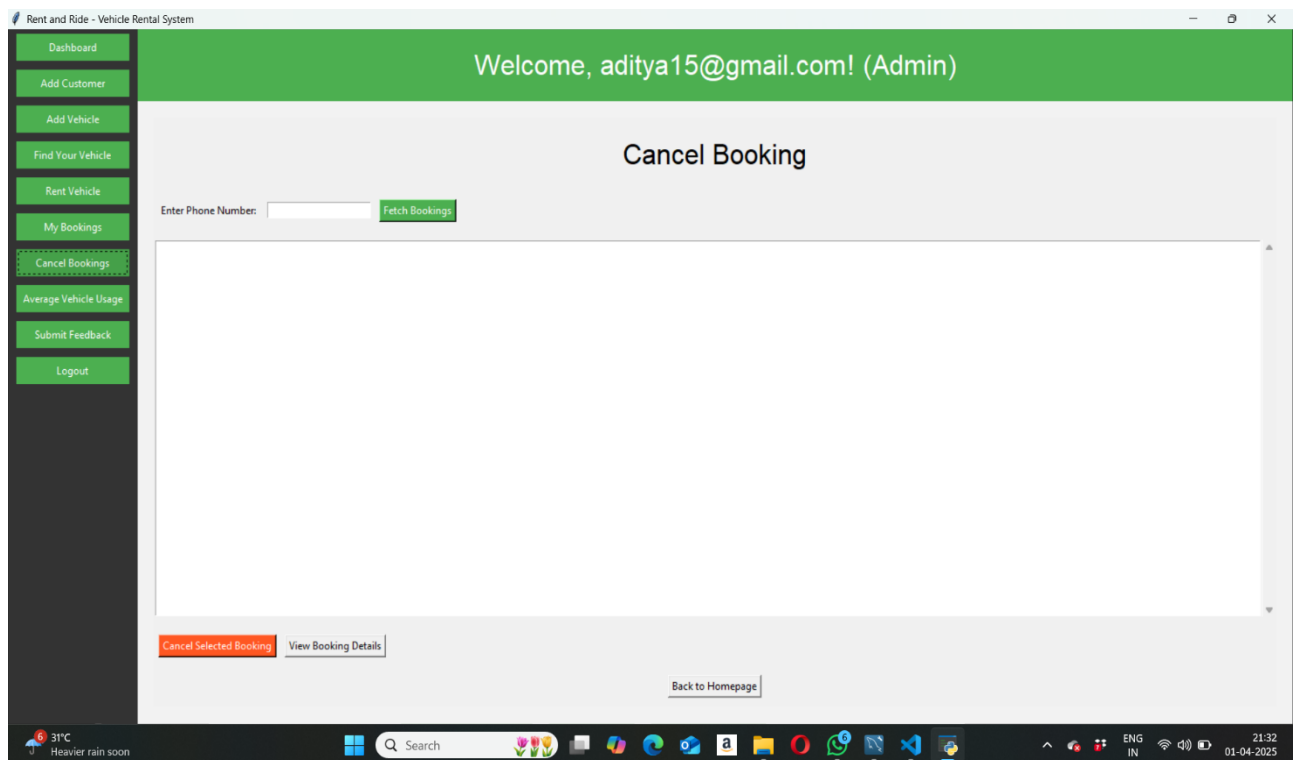 Rent and Ride - Vehicle Rental System
Dashboard
Add Customer
Add Vehicle
Find Your Vehicle
Rent Vehicle
My Bookings
Cancel Bookings
Average Vehicle Usage
Submit Feedback
Logout
Welcome, aditya15@gmail.com! (Admin)
Cancel Booking
Enter Phone Number: Fetch Bookings
Cancel Selected Booking View Booking Details
Back to Homepage
6 31°C
Heavier rain soon
Search
a
6
ENG
IN
21:32
01-04-2025